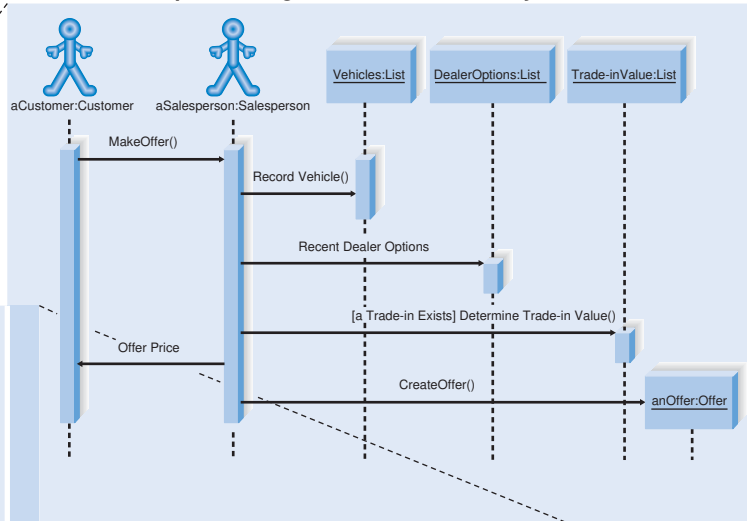 Vehicles:List
DealerOptions:List
Trade-inValue:List
aCustomer:Customer
aSalesperson:Salesperson
MakeOffer()
Record Vehicle()
Recent Dealer Options
[a Trade-in Exists] Determine Trade-in Value()
Offer Price
CreateOffer()
anOffer:Offer